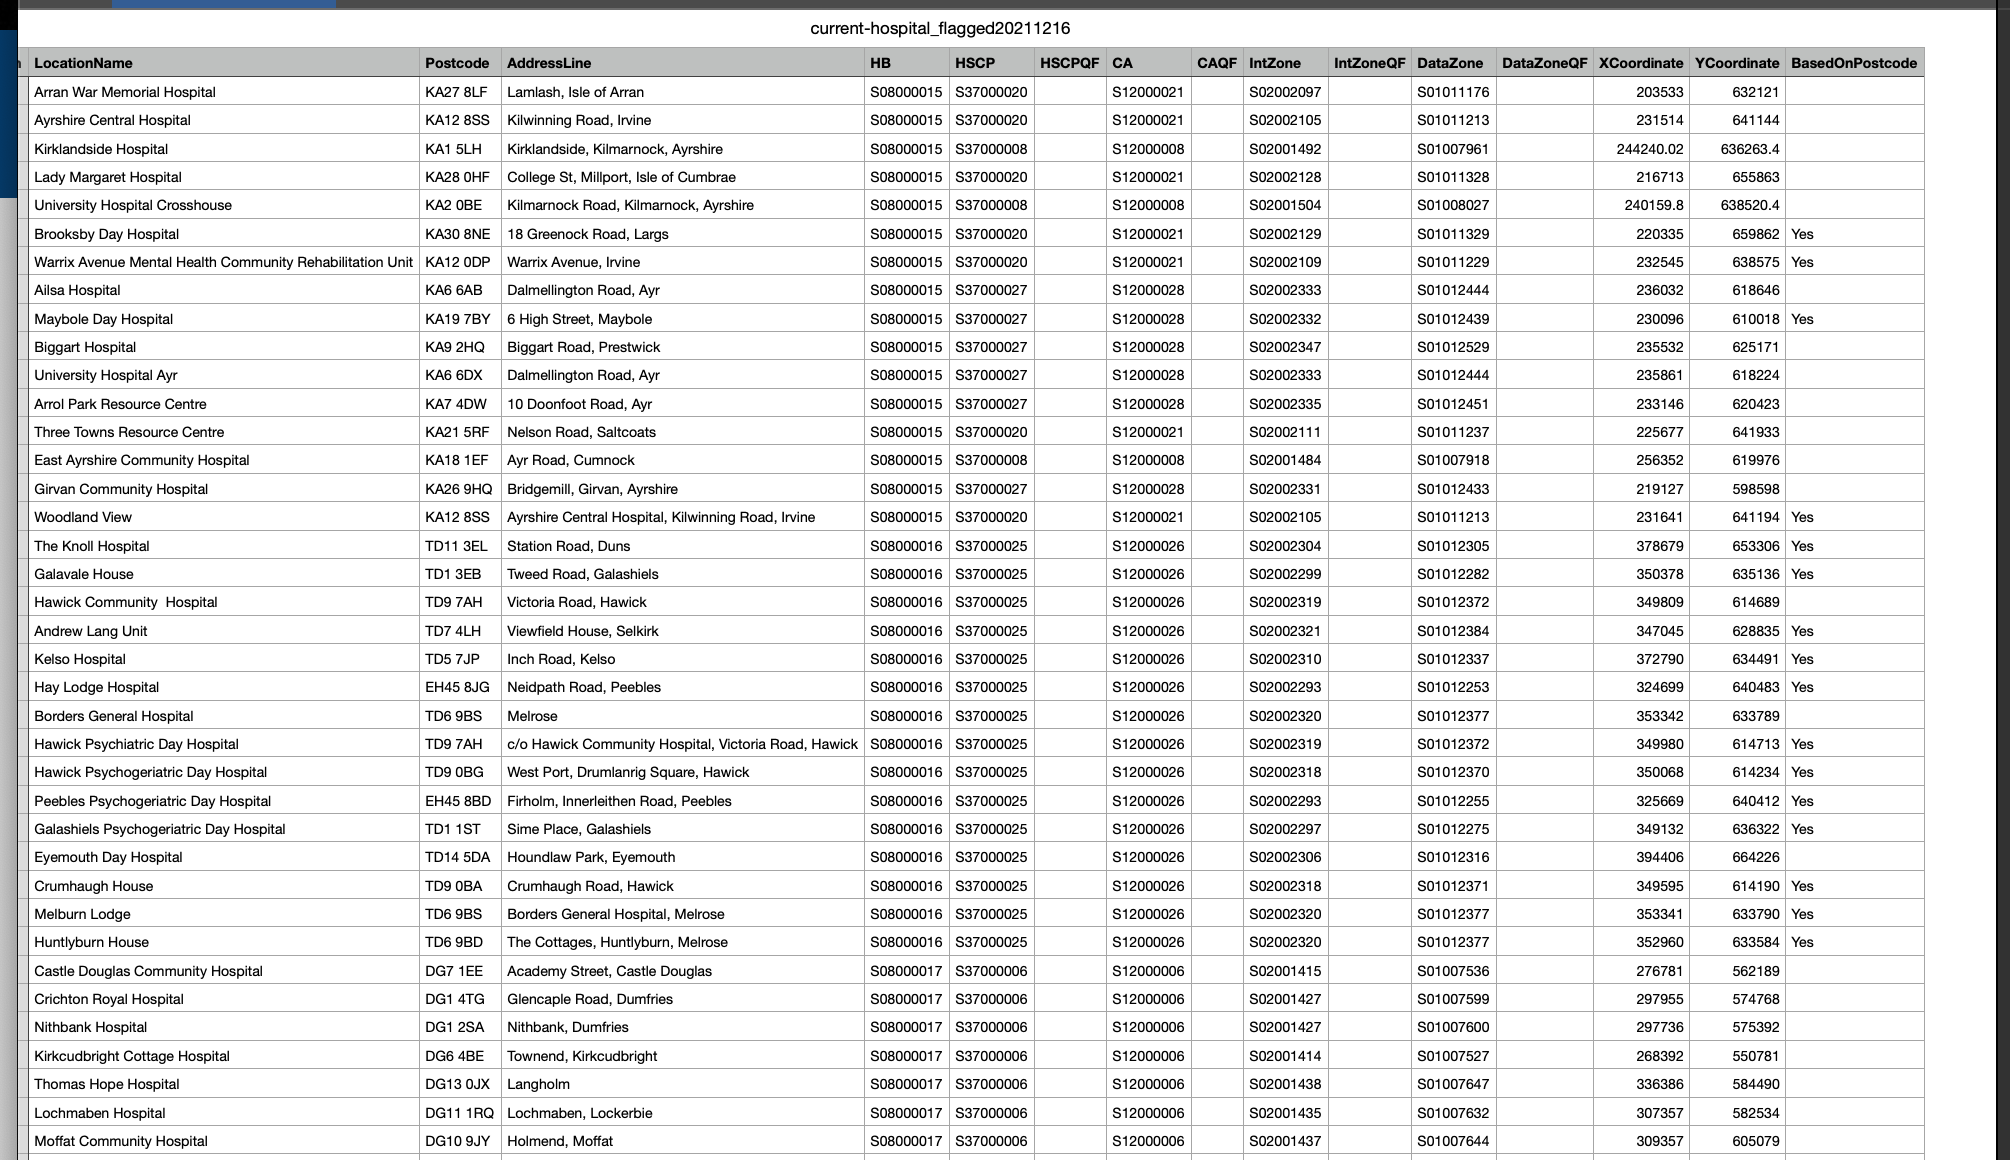 current-hospital_flagged20211216
LocationName Postcode AddressLine HB HSCP HSCPQF CA CAQF IntZone IntZoneQF DataZone DataZoneQF XCoordinate YCoordinate BasedOnPostcode
Arran War Memorial Hospital KA27 8LF Lamlash, Isle of Arran S08000015 S37000020 S12000021 S02002097 S01011176 203533 632121
Ayrshire Central Hospital KA12 8SS Kilwinning Road, Irvine S08000015 S37000020 S12000021 S02002105 S01011213 231514 641144
Kirklandside Hospital KA1 5LH Kirklandside, Kilmarnock, Ayrshire S08000015 S37000008 S12000008 S02001492 S01007961 244240.02 636263.4
Lady Margaret Hospital KA28 0HF College St, Millport, Isle of Cumbrae S08000015 S37000020 S12000021 S02002128 S01011328 216713 655863
University Hospital Crosshouse KA2 0BE Kilmarnock Road, Kilmarnock, Ayrshire S08000015 S37000008 S12000008 S02001504 S01008027 240159.8 638520.4
Brooksby Day Hospital KA30 8NE 18 Greenock Road, Largs S08000015 S37000020 S12000021 S02002129 S01011329 220335 659862 Yes
Warrix Avenue Mental Health Community Rehabilitation Unit KA12 0DP Warrix Avenue, Irvine S08000015 S37000020 S12000021 S02002109 S01011229 232545 638575 Yes
Ailsa Hospital KA6 6AB Dalmellington Road, Ayr S08000015 S37000027 S12000028 S02002333 S01012444 236032 618646
Maybole Day Hospital KA19 7BY 6 High Street, Maybole S08000015 S37000027 S12000028 S02002332 S01012439 230096 610018 Yes
Biggart Hospital KA9 2HQ Biggart Road, Prestwick S08000015 S37000027 S12000028 S02002347 S01012529 235532 625171
University Hospital Ayr KA6 6DX Dalmellington Road, Ayr S08000015 S37000027 S12000028 S02002333 S01012444 235861 618224
Arrol Park Resource Centre KA7 4DW 10 Doonfoot Road, Ayr S08000015 S37000027 S12000028 S02002335 S01012451 233146 620423
Three Towns Resource Centre KA21 5RF Nelson Road, Saltcoats S08000015 S37000020 S12000021 S02002111 S01011237 225677 641933
East Ayrshire Community Hospital KA18 1EF Ayr Road, Cumnock S08000015 S37000008 S12000008 S02001484 S01007918 256352 619976
Girvan Community Hospital KA26 9HQ Bridgemill, Girvan, Ayrshire S08000015 S37000027 S12000028 S02002331 S01012433 219127 598598
Woodland View KA12 8SS Ayrshire Central Hospital, Kilwinning Road, Irvine S08000015 S37000020 S12000021 S02002105 S01011213 231641 641194 Yes
The Knoll Hospital TD11 3EL Station Road, Duns S08000016 S37000025 S12000026 S02002304 S01012305 378679 653306 Yes
Galavale House TD1 3EB Tweed Road, Galashiels S08000016 S37000025 S12000026 S02002299 S01012282 350378 635136 Yes
Hawick Community  Hospital TD9 7AH Victoria Road, Hawick S08000016 S37000025 S12000026 S02002319 S01012372 349809 614689
Andrew Lang Unit TD7 4LH Viewfield House, Selkirk S08000016 S37000025 S12000026 S02002321 S01012384 347045 628835 Yes
Kelso Hospital TD5 7JP Inch Road, Kelso S08000016 S37000025 S12000026 S02002310 S01012337 372790 634491 Yes
Hay Lodge Hospital EH45 8JG Neidpath Road, Peebles S08000016 S37000025 S12000026 S02002293 S01012253 324699 640483 Yes
Borders General Hospital TD6 9BS Melrose S08000016 S37000025 S12000026 S02002320 S01012377 353342 633789
Hawick Psychiatric Day Hospital TD9 7AH c/o Hawick Community Hospital, Victoria Road, Hawick S08000016 S37000025 S12000026 S02002319 S01012372 349980 614713 Yes
Hawick Psychogeriatric Day Hospital TD9 0BG West Port, Drumlanrig Square, Hawick S08000016 S37000025 S12000026 S02002318 S01012370 350068 614234 Yes
Peebles Psychogeriatric Day Hospital EH45 8BD Firholm, Innerleithen Road, Peebles S08000016 S37000025 S12000026 S02002293 S01012255 325669 640412 Yes
Galashiels Psychogeriatric Day Hospital TD1 1ST Sime Place, Galashiels S08000016 S37000025 S12000026 S02002297 S01012275 349132 636322 Yes
Eyemouth Day Hospital TD14 5DA Houndlaw Park, Eyemouth S08000016 S37000025 S12000026 S02002306 S01012316 394406 664226
Crumhaugh House TD9 0BA Crumhaugh Road, Hawick S08000016 S37000025 S12000026 S02002318 S01012371 349595 614190 Yes
Melburn Lodge TD6 9BS Borders General Hospital, Melrose S08000016 S37000025 S12000026 S02002320 S01012377 353341 633790 Yes
Huntlyburn House TD6 9BD The Cottages, Huntlyburn, Melrose S08000016 S37000025 S12000026 S02002320 S01012377 352960 633584 Yes
Castle Douglas Community Hospital DG7 1EE Academy Street, Castle Douglas S08000017 S37000006 S12000006 S02001415 S01007536 276781 562189
Crichton Royal Hospital DG1 4TG Glencaple Road, Dumfries S08000017 S37000006 S12000006 S02001427 S01007599 297955 574768
Nithbank Hospital DG1 2SA Nithbank, Dumfries S08000017 S37000006 S12000006 S02001427 S01007600 297736 575392
Kirkcudbright Cottage Hospital DG6 4BE Townend, Kirkcudbright S08000017 S37000006 S12000006 S02001414 S01007527 268392 550781
Thomas Hope Hospital DG13 0JX Langholm S08000017 S37000006 S12000006 S02001438 S01007647 336386 584490
Lochmaben Hospital DG11 1RQ Lochmaben, Lockerbie S08000017 S37000006 S12000006 S02001435 S01007632 307357 582534
Moffat Community Hospital DG10 9JY Holmend, Moffat S08000017 S37000006 S12000006 S02001437 S01007644 309357 605079